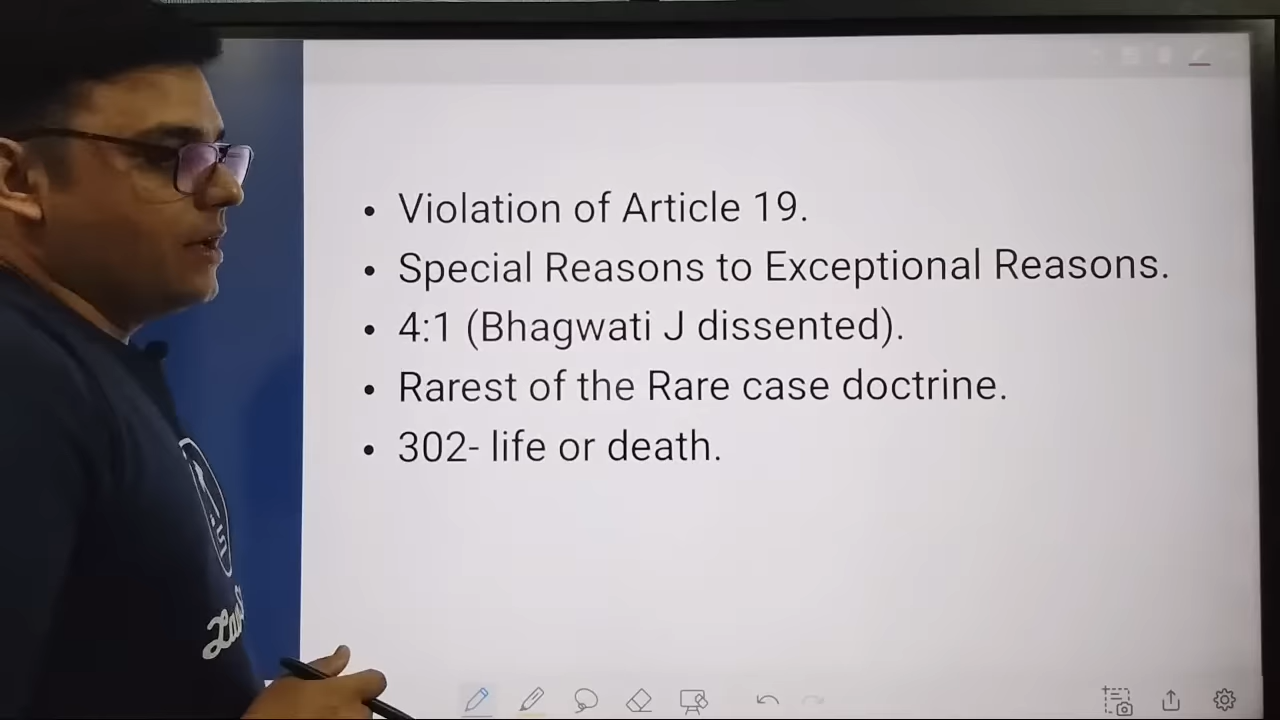 • Violation of Article 19.
• Special Reasons to Exceptional Reasons.
• 4:1 (Bhagwati J dissented).
• Rarest of the Rare case doctrine.
• 302- life or death.